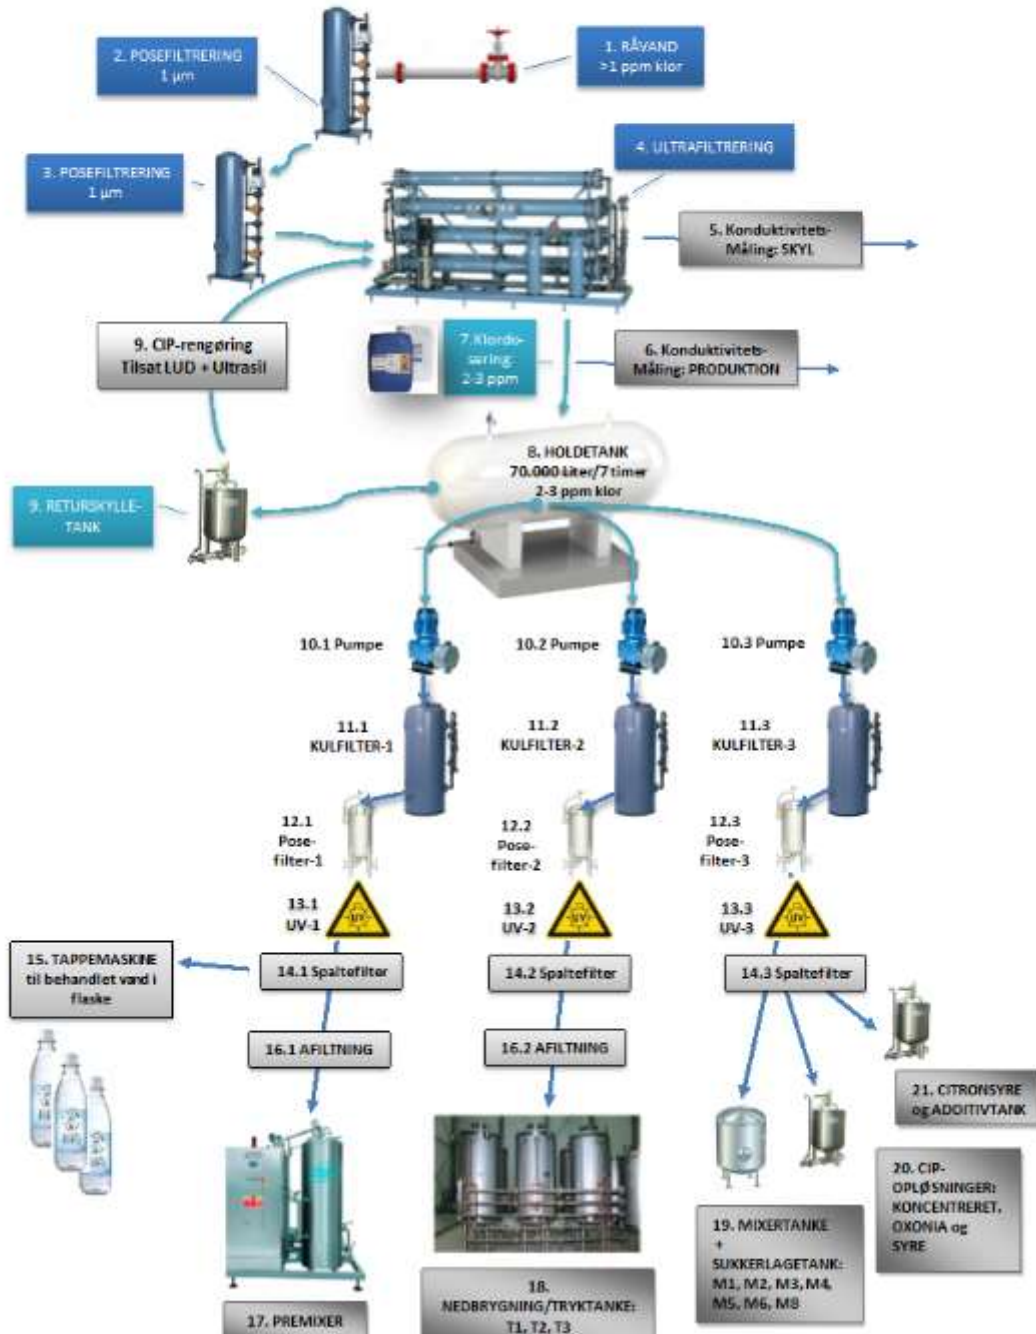 1. RÅVAND
>1 ppm klor
2. POSEFILTRERING
1 µm
3. POSEFILTRERING
1 µm
4. ULTRAFILTRERING
5. Konduktivitets-
Måling: SKYL
9. CIP-rengøring
Tilsat LUD + Ultrasil
7.Klordo-
sering:
2-3 ppm
6. Konduktivitets-
Måling: PRODUKTION
8. HOLDETANK
70.000 Liter/7 timer
2-3 ppm klor
9. RETURSKYLLE-
TANK
10.1 Pumpe
10.2 Pumpe
10.3 Pumpe
11.1
KULFILTER-1
11.2
KULFILTER-2
11.3
KULFILTER-3
12.1
Pose-
filter-1
12.2
Pose-
filter-2
12.3
Pose-
filter-3
13.1
UV-1
UV
13.2
UV-2
UV
13.3
UV-3
UV
15. TAPPEMASKINE
til behandlet vand i
flaske
14.1 Spaltefilter
14.2 Spaltefilter
14.3 Spaltefilter
16.1 AFILTNING
16.2 AFILTNING
21. CITRONSYRE
og ADDITIVTANK
20. CIP-
OPLØSNINGER:
KONCENTRERET,
OXONIA og
SYRE
19. MIXERTANKE
+
SUKKERLAGETANK:
M1, M2, M3, M4,
M5, M6, M8
18.
NEDBRYGNING/TRYKTANKE:
T1, T2, T3
17. PREMIXER